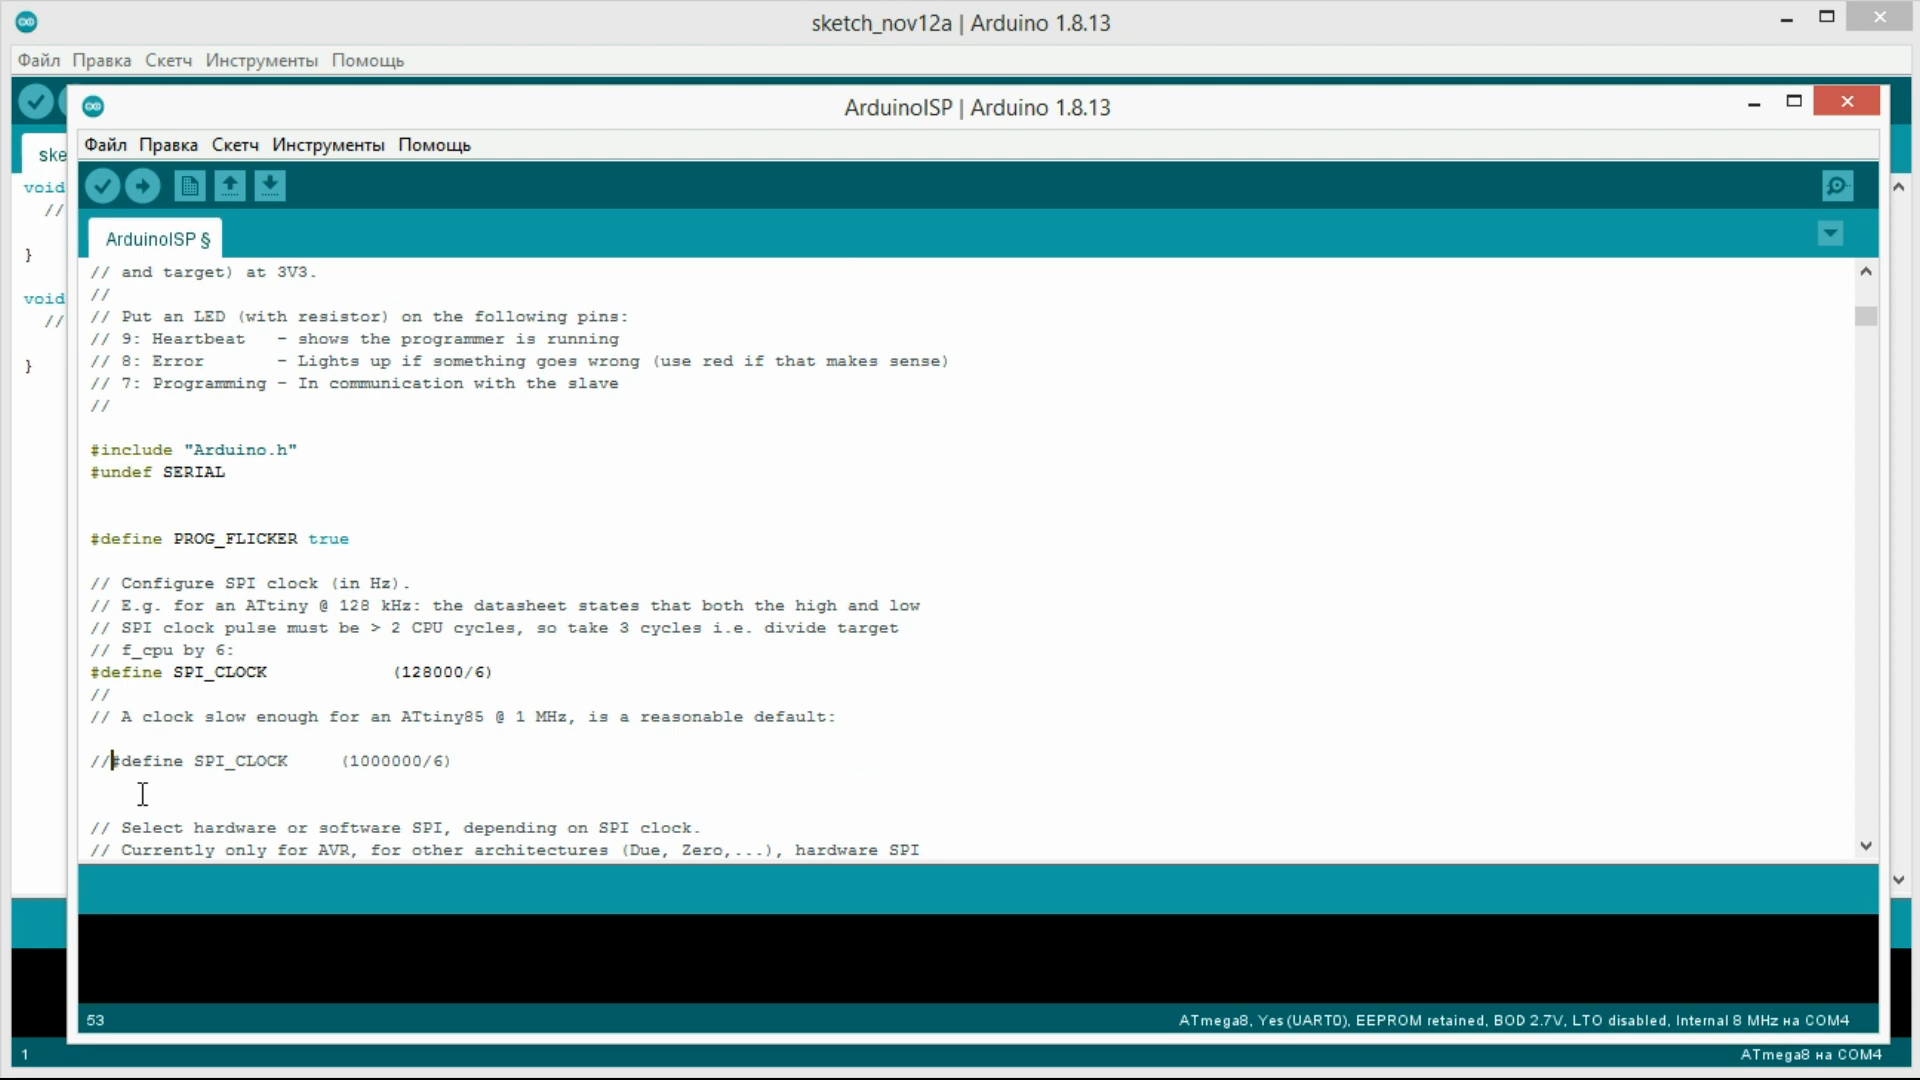 sketch_nov12a | Arduino 1.8.13
Файл Правка Скетч Инструменты Помощь
ske
void
//
}
void
//
}
ArduinoISP | Arduino 1.8.13
Файл Правка Скетч Инструменты Помощь
ArduinoISP §
// and target) at 3V3.
//
// Put an LED (with resistor) on the following pins:
// 9: Heartbeat   - shows the programmer is running
// 8: Error       - Lights up if something goes wrong (use red if that makes sense)
// 7: Programming - In communication with the slave
//
#include "Arduino.h"
#undef SERIAL
#define PROG_FLICKER true
// Configure SPI clock (in Hz).
// E.g. for an ATtiny @ 128 kHz: the datasheet states that both the high and low
// SPI clock pulse must be > 2 CPU cycles, so take 3 cycles i.e. divide target
// f_cpu by 6:
#define SPI_CLOCK            (128000/6)
//
// A clock slow enough for an ATtiny85 @ 1 MHz, is a reasonable default:
//#define SPI_CLOCK     (1000000/6)
// Select hardware or software SPI, depending on SPI clock.
// Currently only for AVR, for other architectures (Due, Zero,...), hardware SPI
53
ATmega8, Yes (UART0), EEPROM retained, BOD 2.7V, LTO disabled, Internal 8 MHz на COM4
1
ATmega8 на COM4